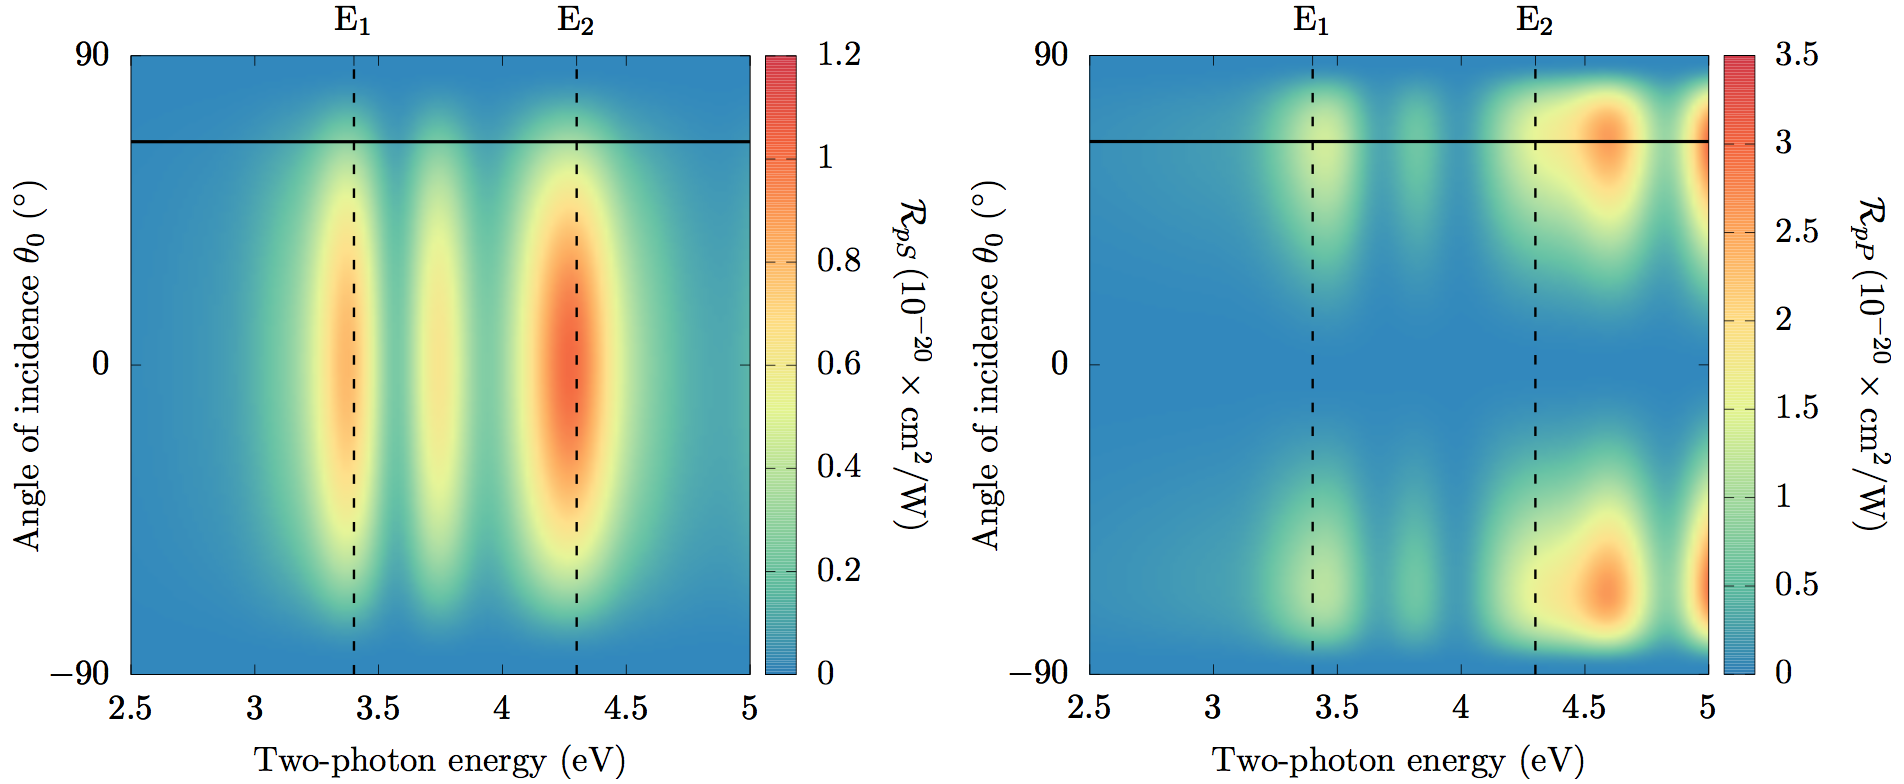 E₁ E₂
90
0
−90
2.5 3 3.5 4 4.5 5
Angle of incidence θ₀ (°)
Two-photon energy (eV)
1.2
1
0.8
0.6
0.4
0.2
0
ℛ_pS (10⁻²⁰ × cm²/W)
E₁ E₂
90
0
−90
2.5 3 3.5 4 4.5 5
Angle of incidence θ₀ (°)
Two-photon energy (eV)
3.5
3
2.5
2
1.5
1
0.5
0
ℛ_pP (10⁻²⁰ × cm²/W)